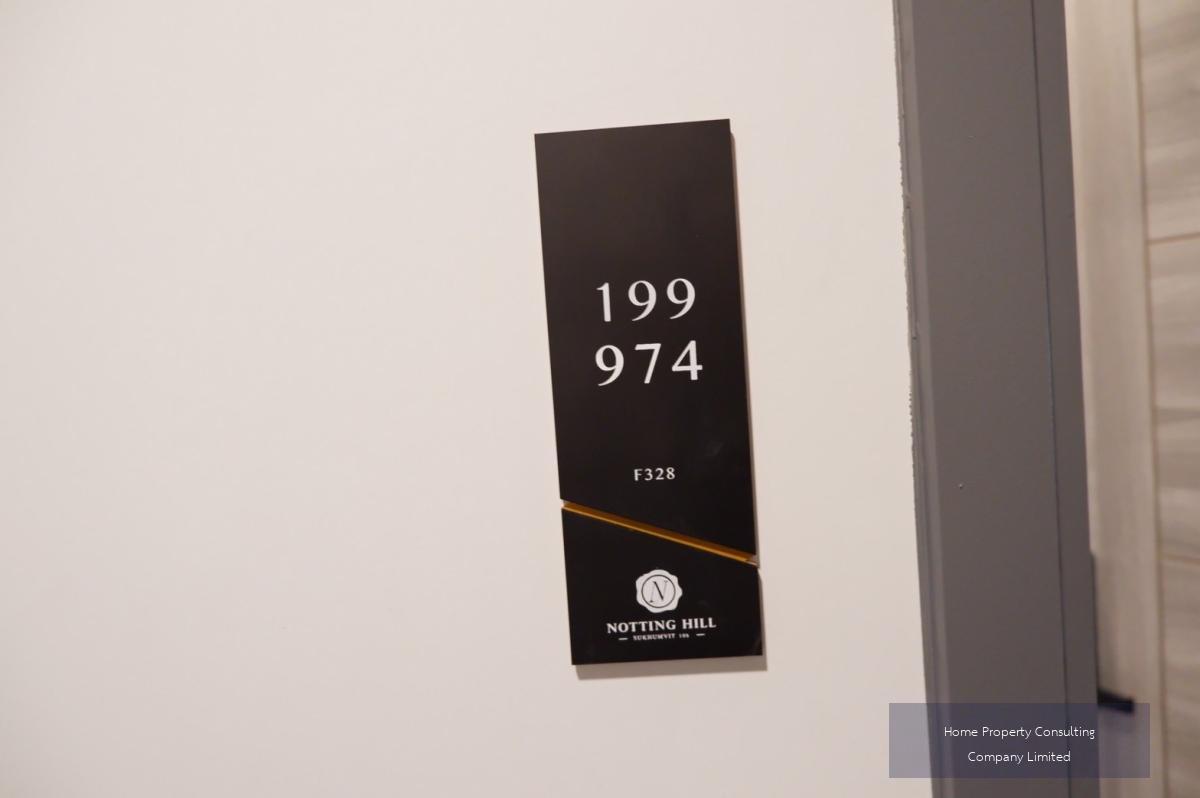 199
974
F328
N
NOTTING HILL
SUKHUMVIT 105
Home Property Consulting
Company Limited